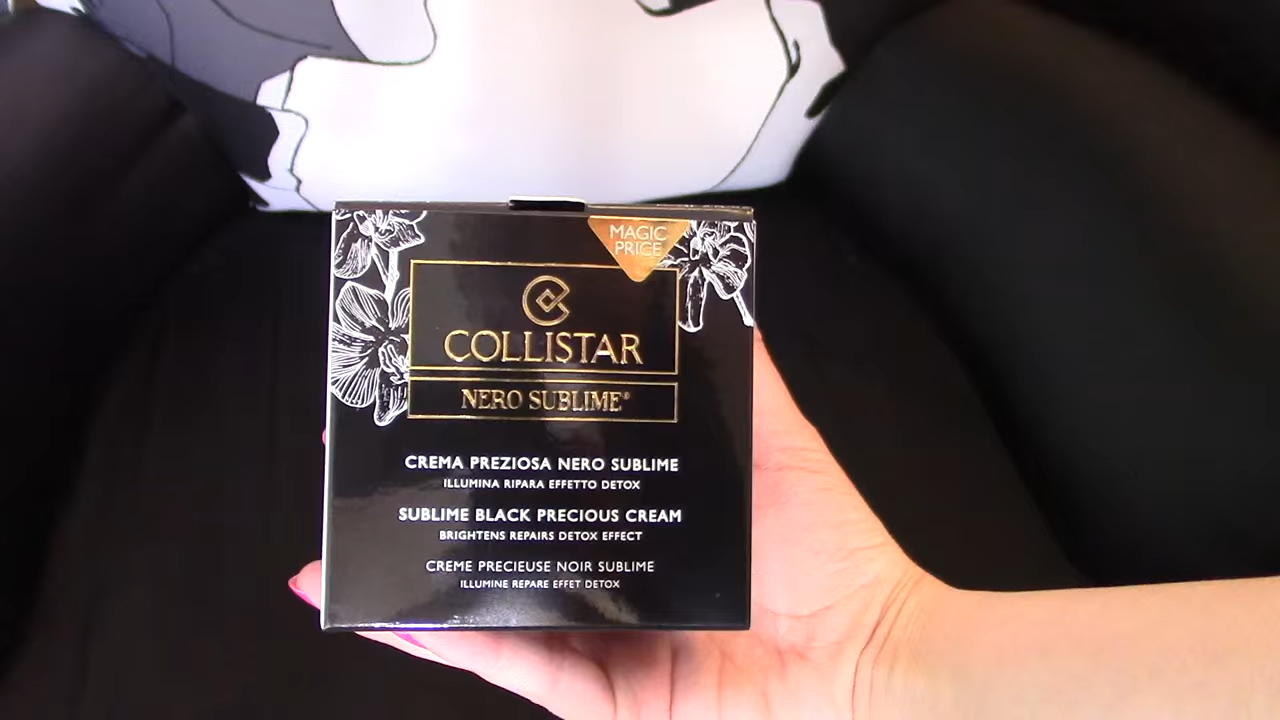 MAGIC
PRICE
COLLISTAR
NERO SUBLIME®
CREMA PREZIOSA NERO SUBLIME
ILLUMINA RIPARA EFFETTO DETOX
SUBLIME BLACK PRECIOUS CREAM
BRIGHTENS REPAIRS DETOX EFFECT
CREME PRECIEUSE NOIR SUBLIME
ILLUMINE REPARE EFFET DETOX